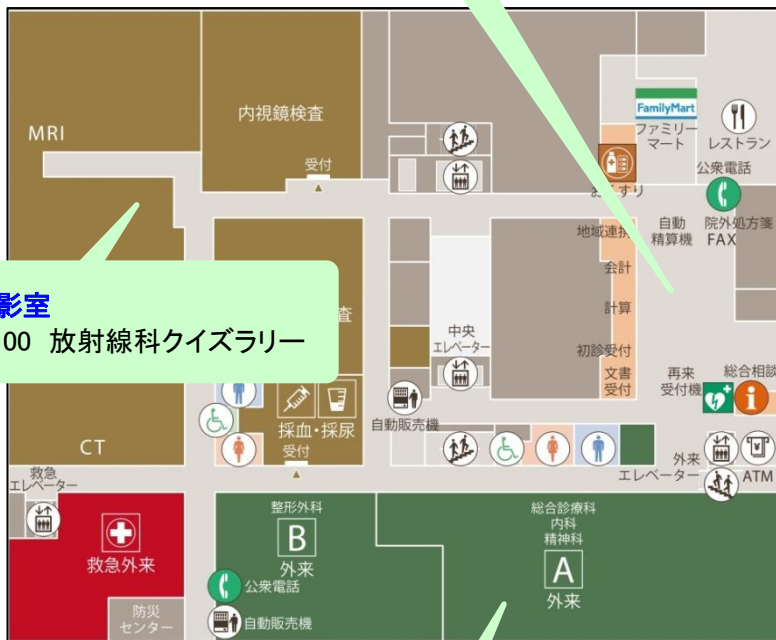 MRI
内視鏡検査
受付
FamilyMart
ファミリー
マート
レストラン
公衆電話
おくすり
地域連携
自動
精算機
院外処方箋
FAX
会計
計算
初診受付
文書
受付
再来
受付機
総合相談
影室
00 放射線科クイズラリー
査
中央
エレベーター
自動販売機
採血・採尿
受付
CT
救急
エレベーター
外来
エレベーター
ATM
救急外来
防災
センター
整形外科
B
外来
公衆電話
自動販売機
総合診療科
内科
精神科
A
外来